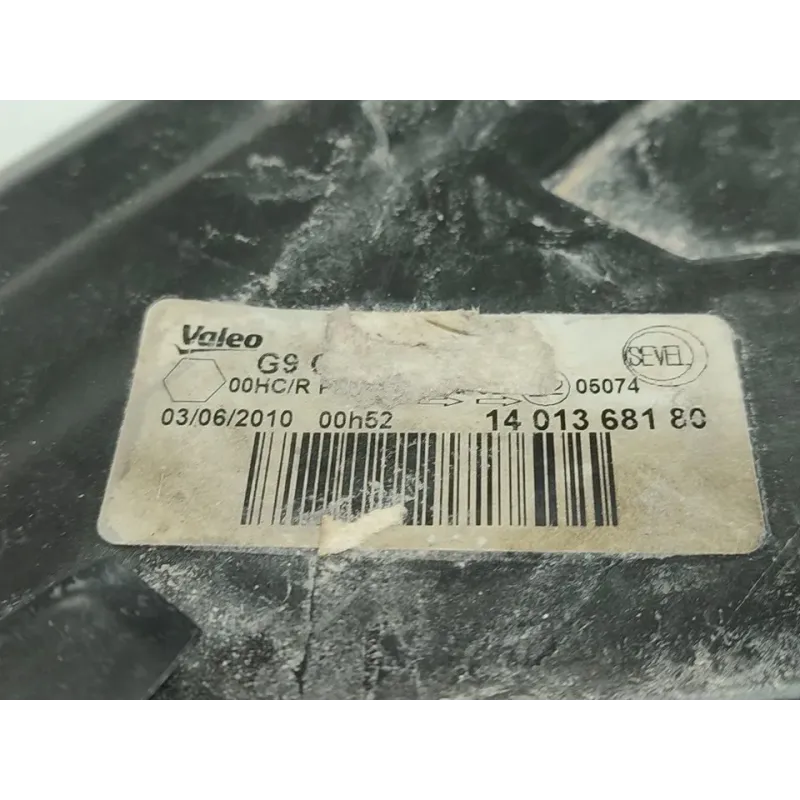 Valeo
G9
SEVEL
00HC/R 05074
03/06/2010 00h52 14 013 681 80